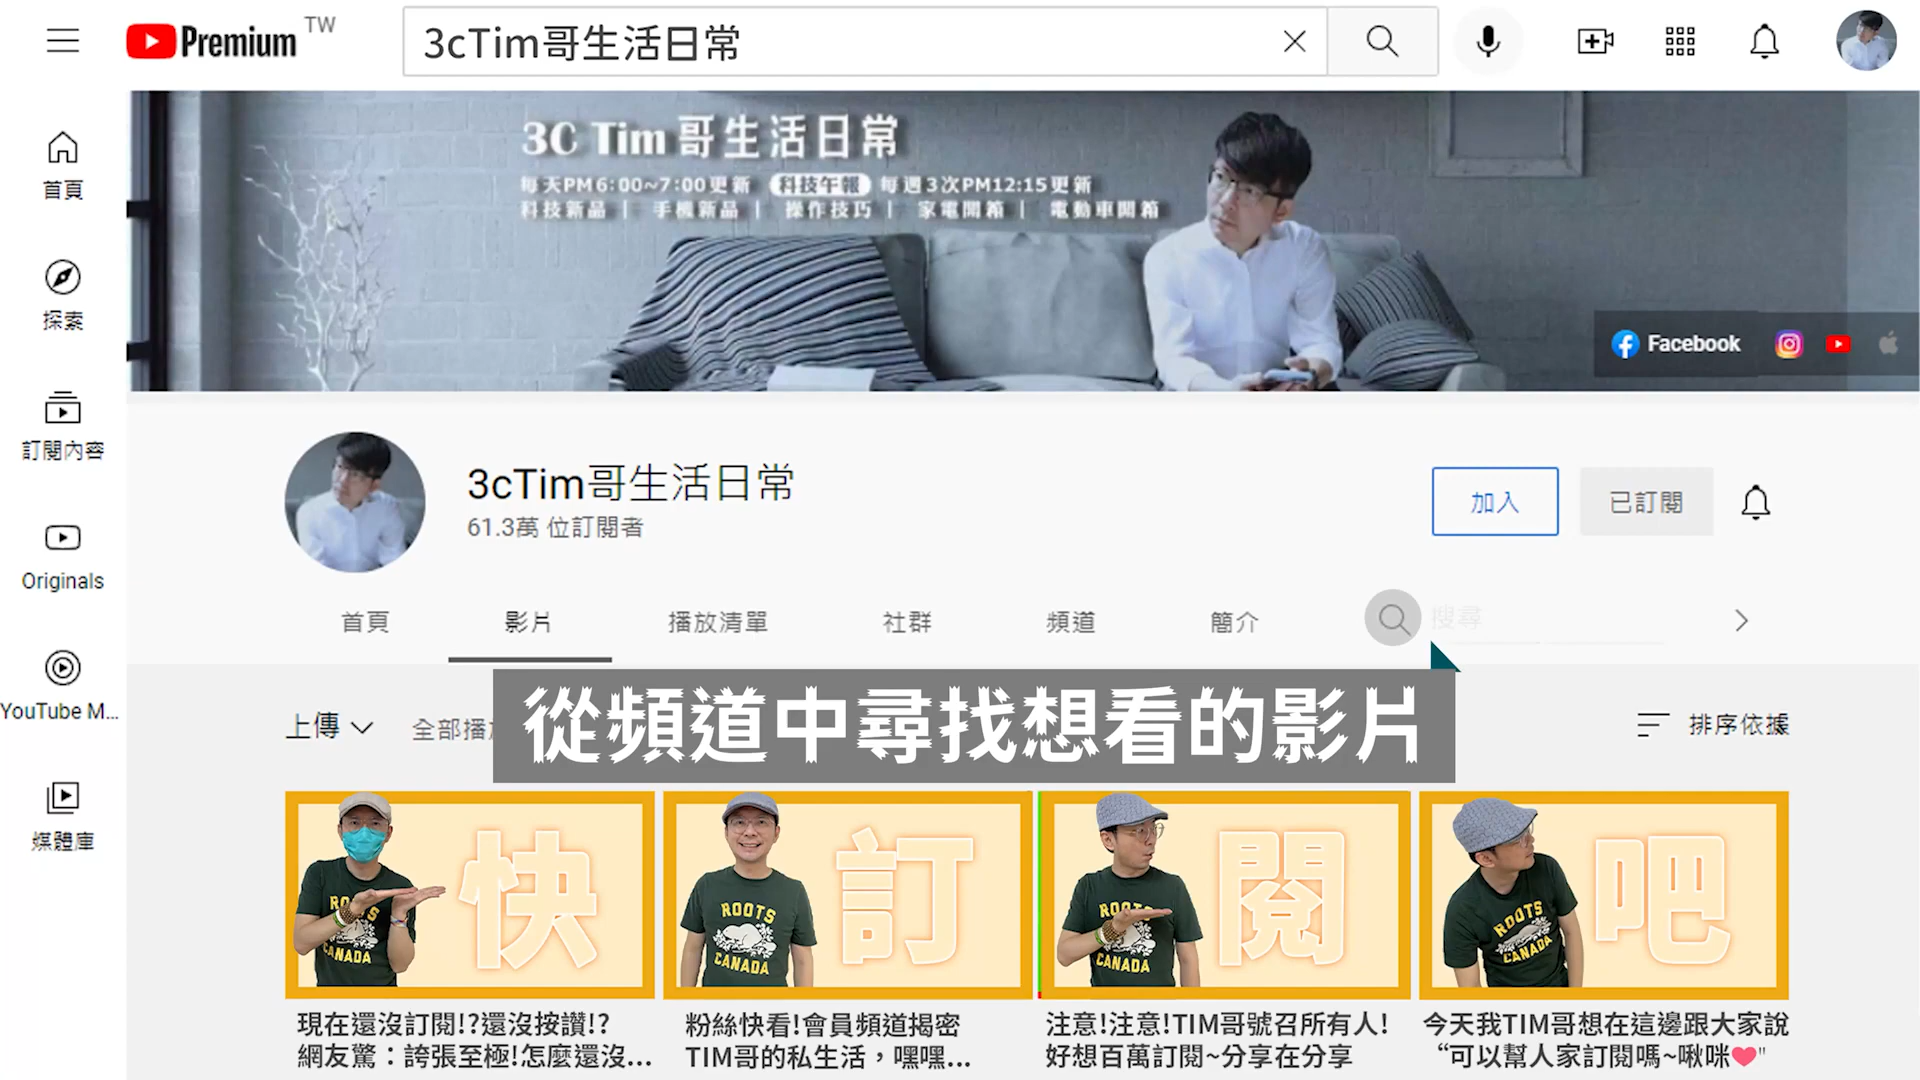 Premium TW
3cTim哥生活日常
3C Tim 哥生活日常
每天PM6:00~7:00更新 科技午報 每週3次PM12:15更新
科技新品 | 手機新品 | 操作技巧 | 家電開箱 | 電動車開箱
Facebook
首頁
探索
訂閱內容
Originals
YouTube M...
媒體庫
3cTim哥生活日常
61.3萬 位訂閱者
加入
已訂閱
首頁
影片
播放清單
社群
頻道
簡介
搜尋
上傳
全部播
從頻道中尋找想看的影片
排序依據
快
訂
閱
吧
ROOTS
CANADA
ROOTS
CANADA
ROOTS
CANADA
ROOTS
CANADA
現在還沒訂閱!?還沒按讚!?
網友驚：誇張至極!怎麼還沒...
粉絲快看!會員頻道揭密
TIM哥的私生活，嘿嘿...
注意!注意!TIM哥號召所有人!
好想百萬訂閱~分享在分享
今天我TIM哥想在這邊跟大家說
“可以幫人家訂閱嗎~啾咪❤"